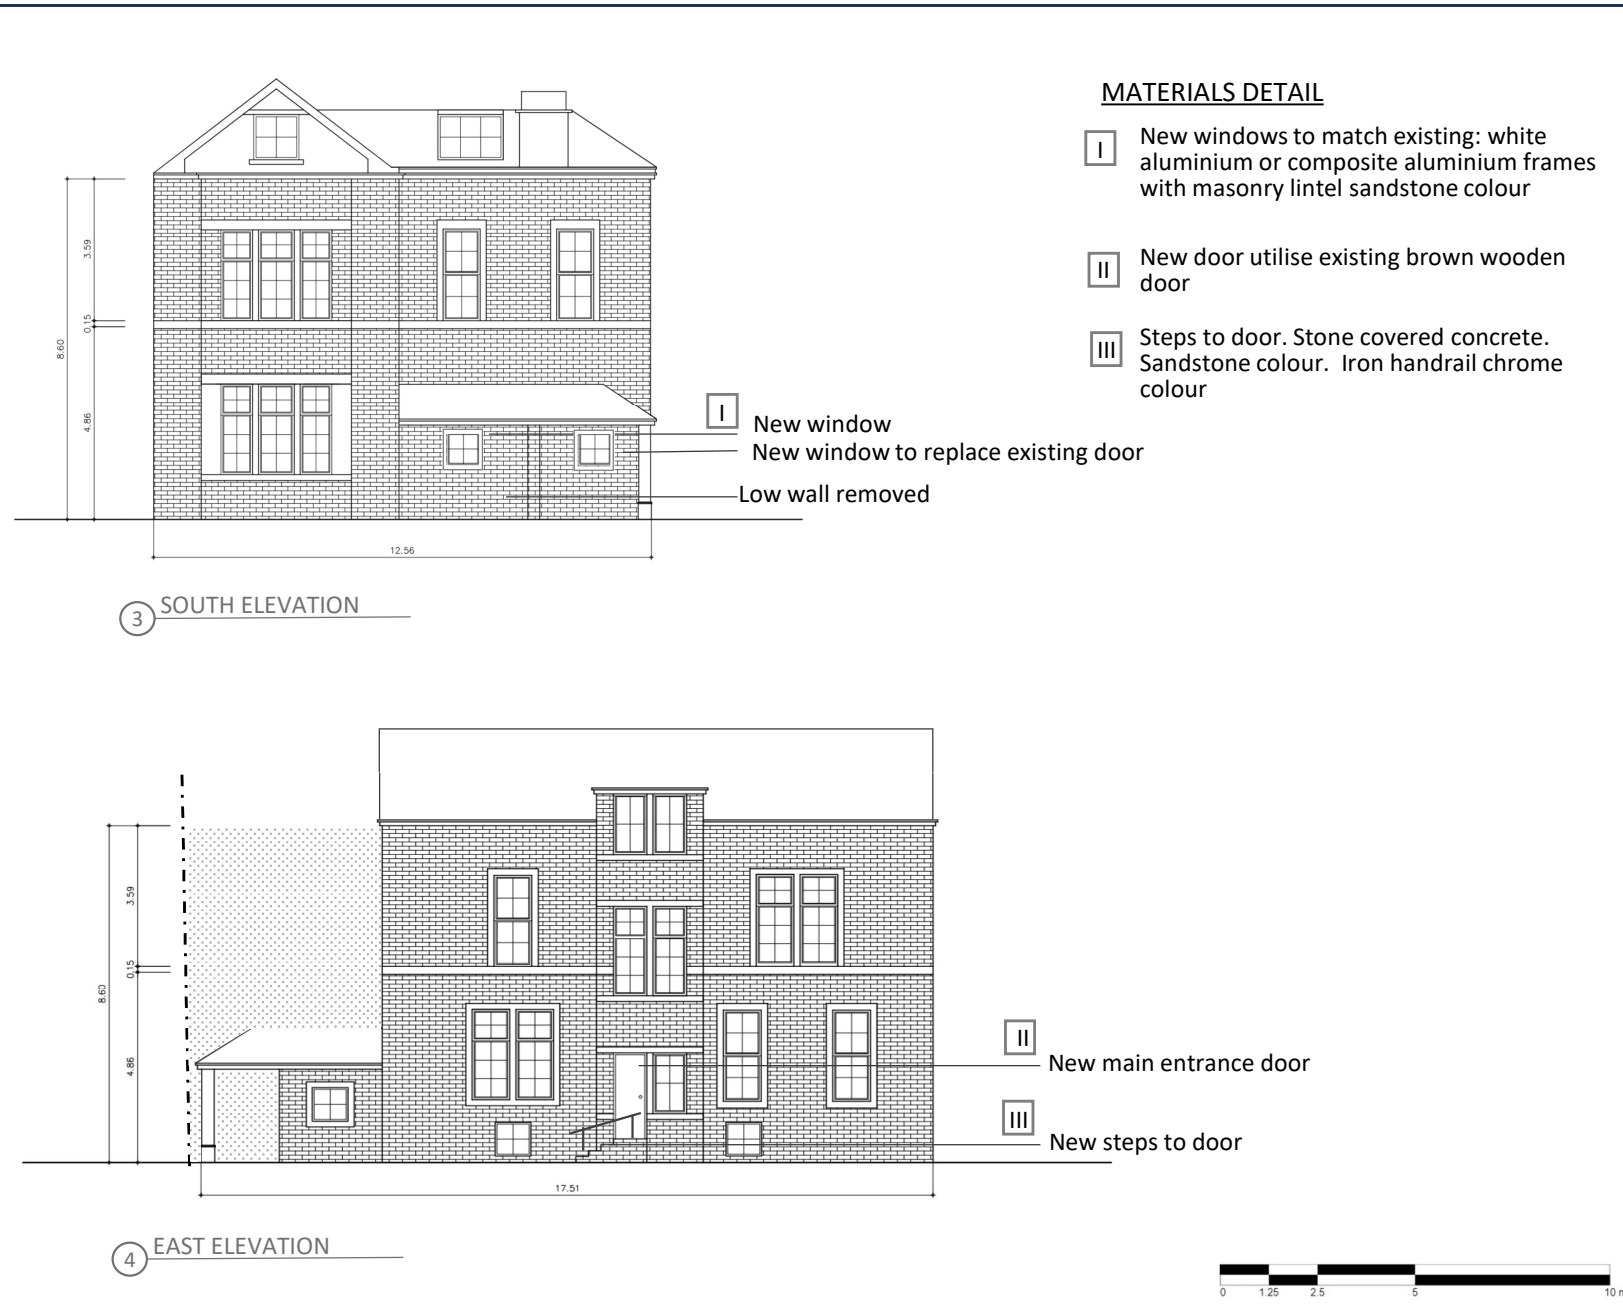 MATERIALS DETAIL
I
New windows to match existing: white
aluminium or composite aluminium frames
with masonry lintel sandstone colour
II
New door utilise existing brown wooden
door
III
Steps to door. Stone covered concrete.
Sandstone colour.  Iron handrail chrome
colour
3.59
0.15
8.60
4.86
I
New window
New window to replace existing door
Low wall removed
12.56
3
SOUTH ELEVATION
3.59
0.15
8.60
4.86
II
New main entrance door
III
New steps to door
17.51
4
EAST ELEVATION
0 1.25 2.5 5 10 m